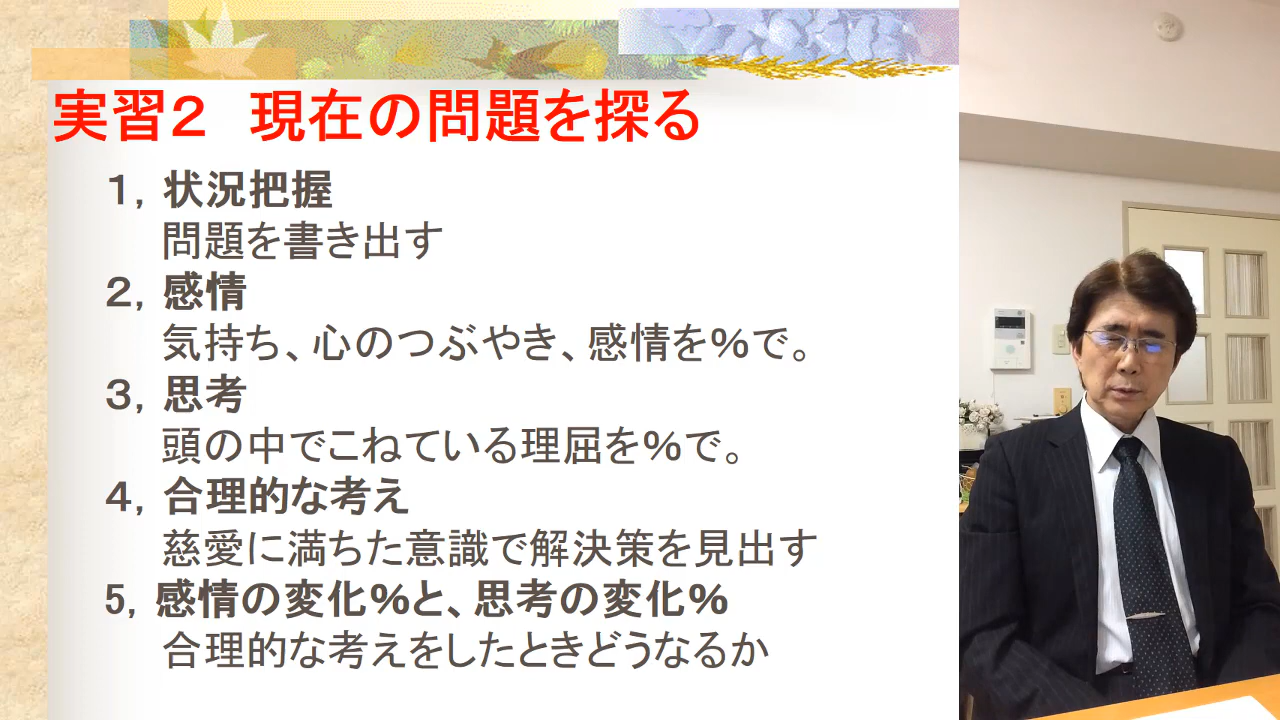 実習２　現在の問題を探る
１，状況把握
問題を書き出す
２，感情
気持ち、心のつぶやき、感情を％で。
３，思考
頭の中でこねている理屈を％で。
４，合理的な考え
慈愛に満ちた意識で解決策を見出す
５，感情の変化％と、思考の変化％
合理的な考えをしたときどうなるか